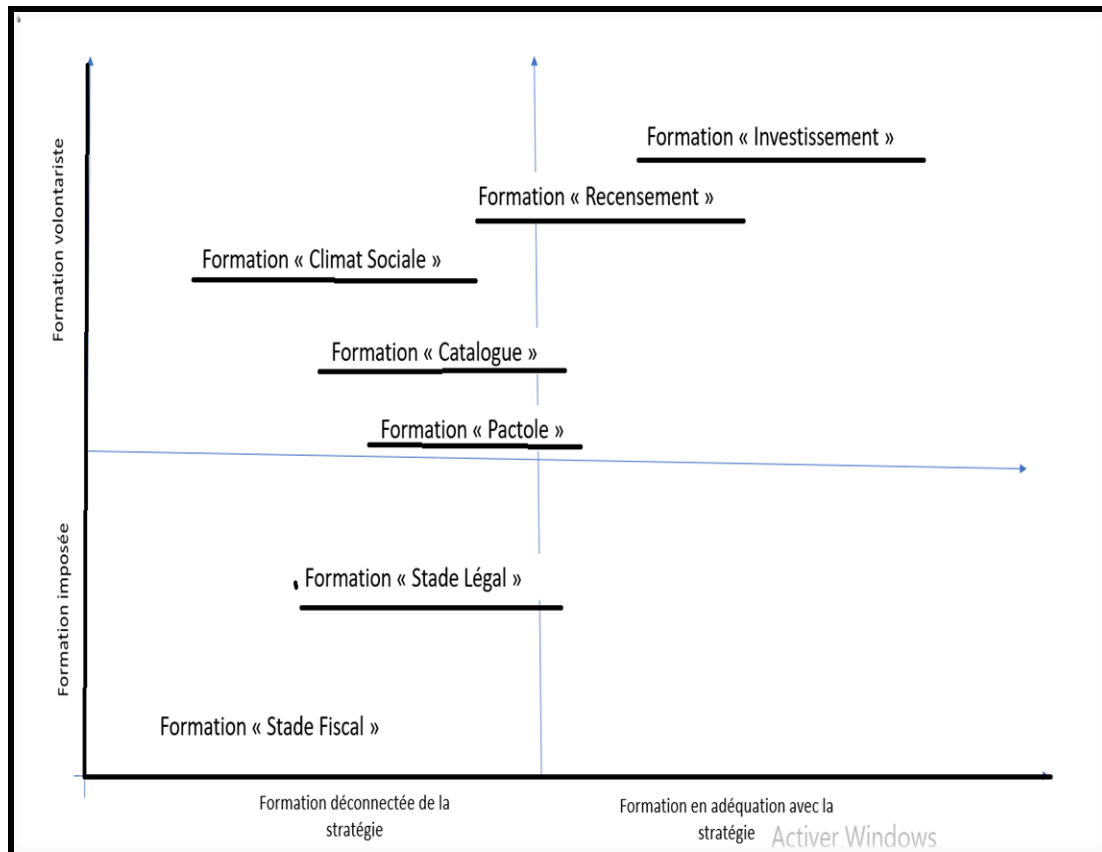 Formation volontariste
Formation « Investissement »
Formation « Recensement »
Formation « Climat Sociale »
Formation « Catalogue »
Formation « Pactole »
Formation imposée
Formation « Stade Légal »
Formation « Stade Fiscal »
Formation déconnectée de la
stratégie
Formation en adéquation avec la
stratégie
Activer Windows